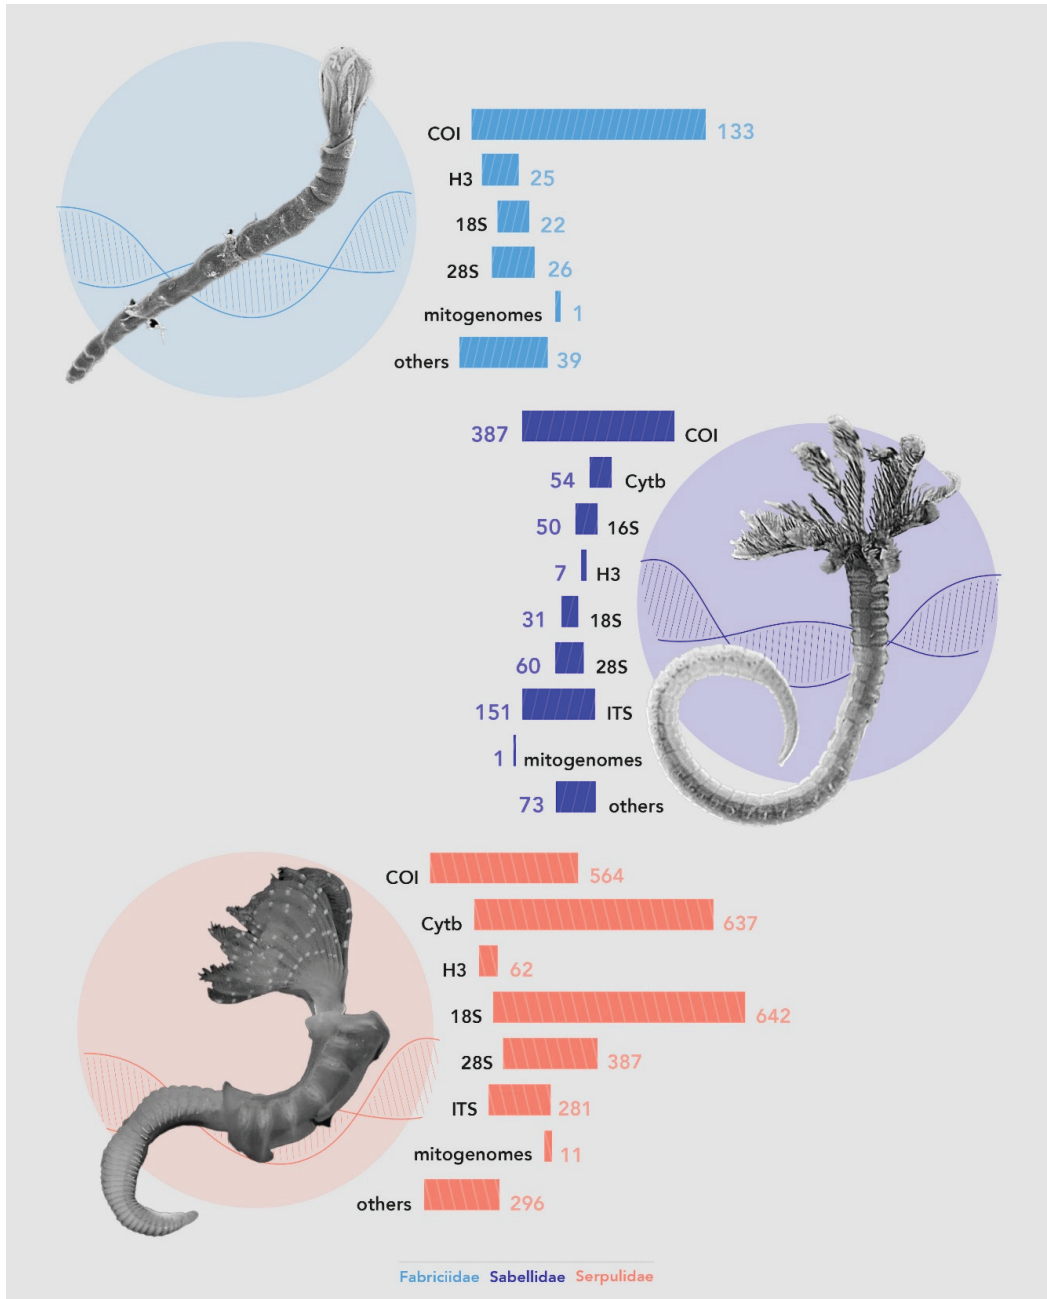 COI 133
H3 25
18S 22
28S 26
mitogenomes 1
others 39
387 COI
54 Cytb
50 16S
7 H3
31 18S
60 28S
151 ITS
1 mitogenomes
73 others
COI 564
Cytb 637
H3 62
18S 642
28S 387
ITS 281
mitogenomes 11
others 296
Fabriciidae Sabellidae Serpulidae